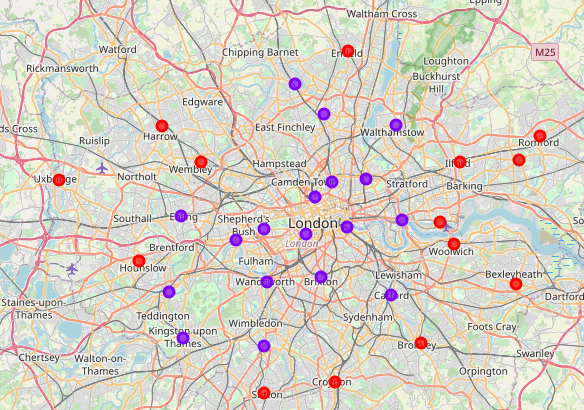 Epping
Waltham Cross
Watford
Chipping Barnet
Enfield
Loughton
M25
Rickmansworth
Buckhurst
Hill
Edgware
ds Cross
Harrow
East Finchley
Walthamstow
Romford
Ruislip
Hampstead
Ilford
Wembley
Uxbridge
Northolt
Camden Town
Stratford
Barking
Southall
Ealing
Shepherd's
Bush
London
London
So
Brentford
Woolwich
Hounslow
Fulham
Lewisham
Bexleyheath
Wandsworth
Brixton
Dartford
Staines-upon-
Thames
Catford
Teddington
Sydenham
Foots Cray
Kingston upon
Thames
Wimbledon
Bromley
Chertsey
Walton-on-
Thames
Swanley
Orpington
Croydon
Sutton